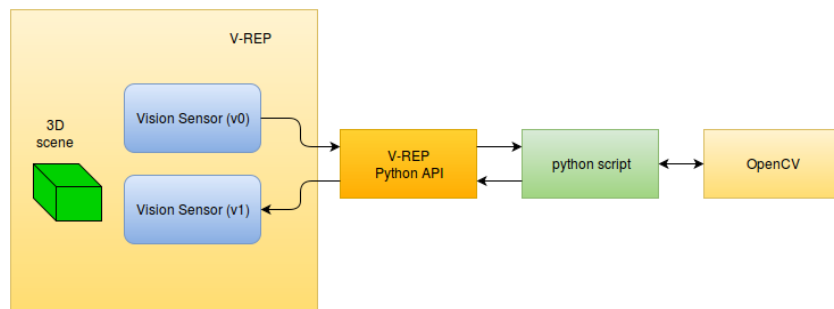 V-REP
Vision Sensor (v0)
3D
scene
Vision Sensor (v1)
V-REP
Python API
python script
OpenCV